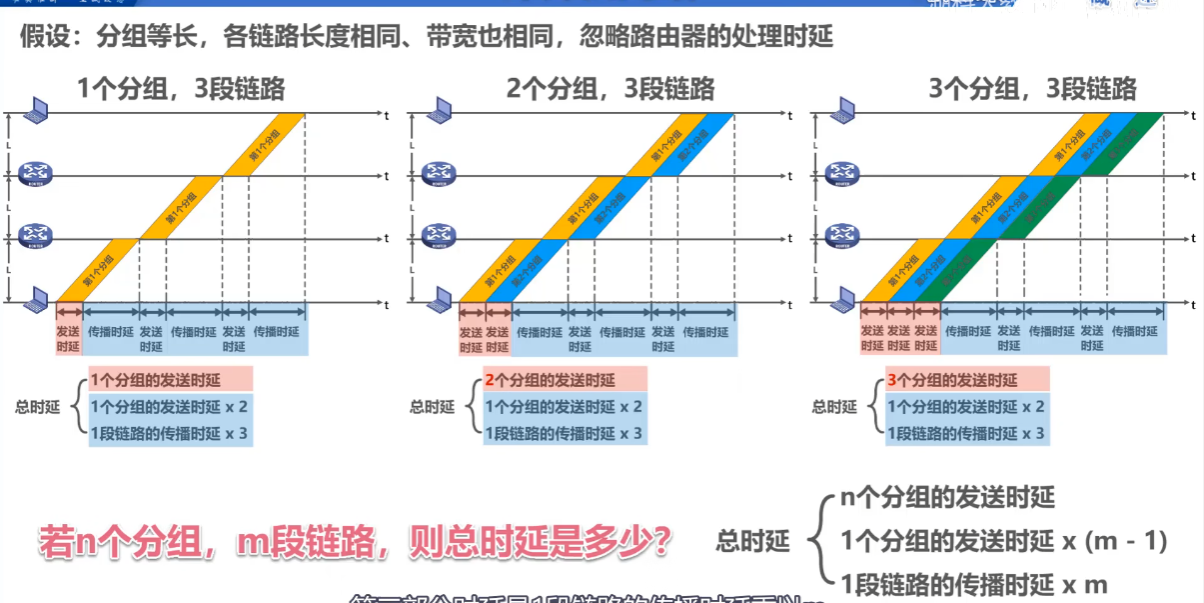 假设：分组等长，各链路长度相同、带宽也相同，忽略路由器的处理时延
1个分组，3段链路
2个分组，3段链路
3个分组，3段链路
t
t
t
t
t
t
t
t
t
t
t
t
L
L
L
L
L
L
L
L
L
第1个分组
第1个分组
第1个分组
第1个分组
第2个分组
第1个分组
第2个分组
第1个分组
第2个分组
第1个分组
第2个分组
第1个分组
第2个分组
第1个分组
第2个分组
发送时延
传播时延
发送时延
传播时延
发送时延
传播时延
发送时延
发送时延
传播时延
发送时延
传播时延
发送时延
传播时延
发送时延
发送时延
发送时延
传播时延
发送时延
传播时延
发送时延
传播时延
总时延
1个分组的发送时延
1个分组的发送时延 x 2
1段链路的传播时延 x 3
总时延
2个分组的发送时延
1个分组的发送时延 x 2
1段链路的传播时延 x 3
总时延
3个分组的发送时延
1个分组的发送时延 x 2
1段链路的传播时延 x 3
若n个分组，m段链路，则总时延是多少？
总时延
n个分组的发送时延
1个分组的发送时延 x (m - 1)
1段链路的传播时延 x m